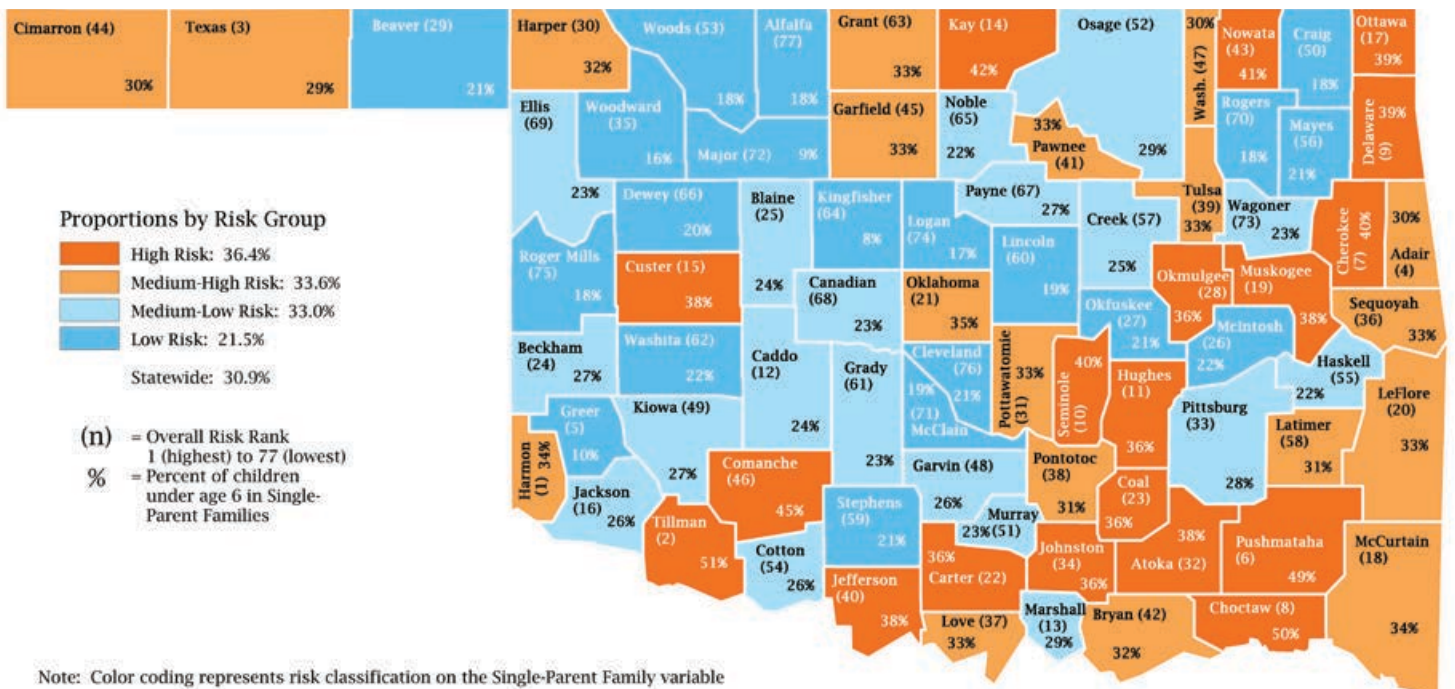 Cimarron (44)
30%
Texas (3)
29%
Beaver (29)
21%
Harper (30)
32%
Woods (53)
18%
Alfalfa
(77)
18%
Grant (63)
33%
Kay (14)
42%
Osage (52)
29%
30%
Wash. (47)
Nowata
(43)
41%
Craig
(50)
18%
Ottawa
(17)
39%
Ellis
(69)
23%
Woodward
(35)
16%
Major (72)
9%
Garfield (45)
33%
Noble
(65)
22%
33%
Pawnee
(41)
Rogers
(70)
18%
Mayes
(56)
21%
39%
Delaware
(9)
Dewey (66)
20%
Blaine
(25)
24%
Kingfisher
(64)
8%
Logan
(74)
17%
Payne (67)
27%
Lincoln
(60)
19%
Creek (57)
25%
Tulsa
(39)
33%
Wagoner
(73)
23%
Cherokee
(7)
40%
30%
Adair
(4)
Proportions by Risk Group
High Risk: 36.4%
Medium-High Risk: 33.6%
Medium-Low Risk: 33.0%
Low Risk: 21.5%
Statewide: 30.9%
(n) = Overall Risk Rank
1 (highest) to 77 (lowest)
% = Percent of children
under age 6 in Single-
Parent Families
Roger Mills
(75)
18%
Custer (15)
38%
Canadian
(68)
23%
Oklahoma
(21)
35%
Okfuskee
(27)
21%
Okmulgee
(28)
36%
Muskogee
(19)
38%
Mcintosh
(26)
22%
Sequoyah
(36)
33%
Beckham
(24)
27%
Washita (62)
22%
Caddo
(12)
24%
Grady
(61)
23%
Cleveland
(76)
21%
19%
(71)
McClain
Pottawatomie
(31)
33%
40%
Seminole
(10)
Hughes
(11)
36%
Pittsburg
(33)
28%
Haskell
(55)
22%
LeFlore
(20)
33%
Latimer
(58)
31%
Harmon
(1) 34%
Greer
(5)
10%
Kiowa (49)
27%
Jackson
(16)
26%
Comanche
(46)
45%
Tillman
(2)
51%
Cotton
(54)
26%
Stephens
(59)
21%
Garvin (48)
26%
Murray
23% (51)
Pontotoc
(38)
31%
Coal
(23)
36%
38%
Atoka (32)
Pushmataha
(6)
49%
McCurtain
(18)
34%
Jefferson
(40)
38%
36%
Carter (22)
Johnston
(34)
36%
Love (37)
33%
Marshall
(13)
29%
Bryan (42)
32%
Choctaw (8)
50%
Note: Color coding represents risk classification on the Single-Parent Family variable